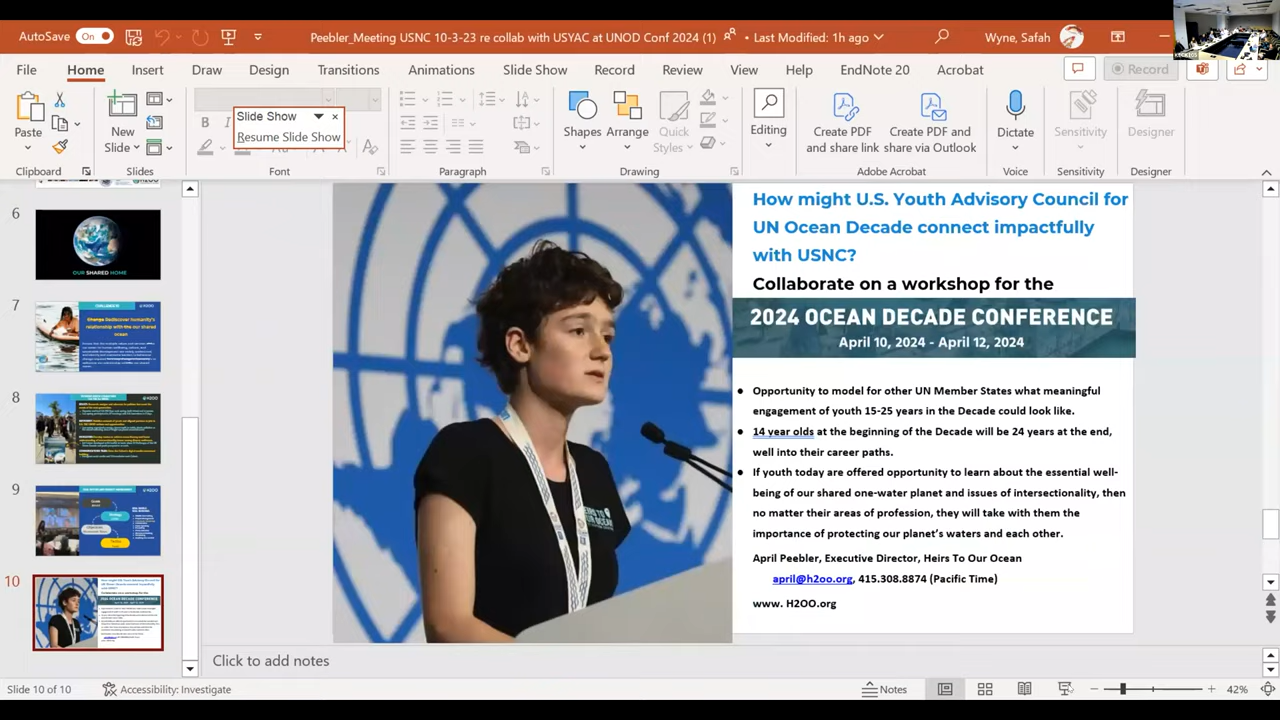 AutoSave
On
Peebler_Meeting USNC 10-3-23 re collab with USYAC at UNOD Conf 2024 (1)
• Last Modified: 1h ago
Wyne, Safah
File
Home
Insert
Draw
Design
Transitions
Animations
Slide Show
Record
Review
View
Help
EndNote 20
Acrobat
Record
Slide Show
Resume Slide Show
Paste
New
Slide
B
Shapes
Arrange
Quick
Styles
Editing
Create PDF
and share link
Create PDF and
share via Outlook
Dictate
Sensitivity
Designer
Clipboard
Slides
Font
Paragraph
Drawing
Adobe Acrobat
Voice
Sensitivity
Designer
6
OUR SHARED HOME
7
8
9
10
How might U.S. Youth Advisory Council for
UN Ocean Decade connect impactfully
with USNC?
Collaborate on a workshop for the
2024 OCEAN DECADE CONFERENCE
April 10, 2024 - April 12, 2024
• Opportunity to model for other UN Member States what meaningful
engagement of youth 15-25 years in the Decade could look like.
• 14 years old at the beginning of the Decade will be 24 years at the end,
well into their career paths.
• If youth today are offered opportunity to learn about the essential well-
being of our shared one-water planet and issues of intersectionality, then
no matter their areas of profession, they will take with them the
importance of protecting our planet's waters and each other.
April Peebler, Executive Director, Heirs To Our Ocean
april@h2oo.org, 415.308.8874 (Pacific Time)
www. H2OO.org
Click to add notes
Slide 10 of 10
Accessibility: Investigate
Notes
42%